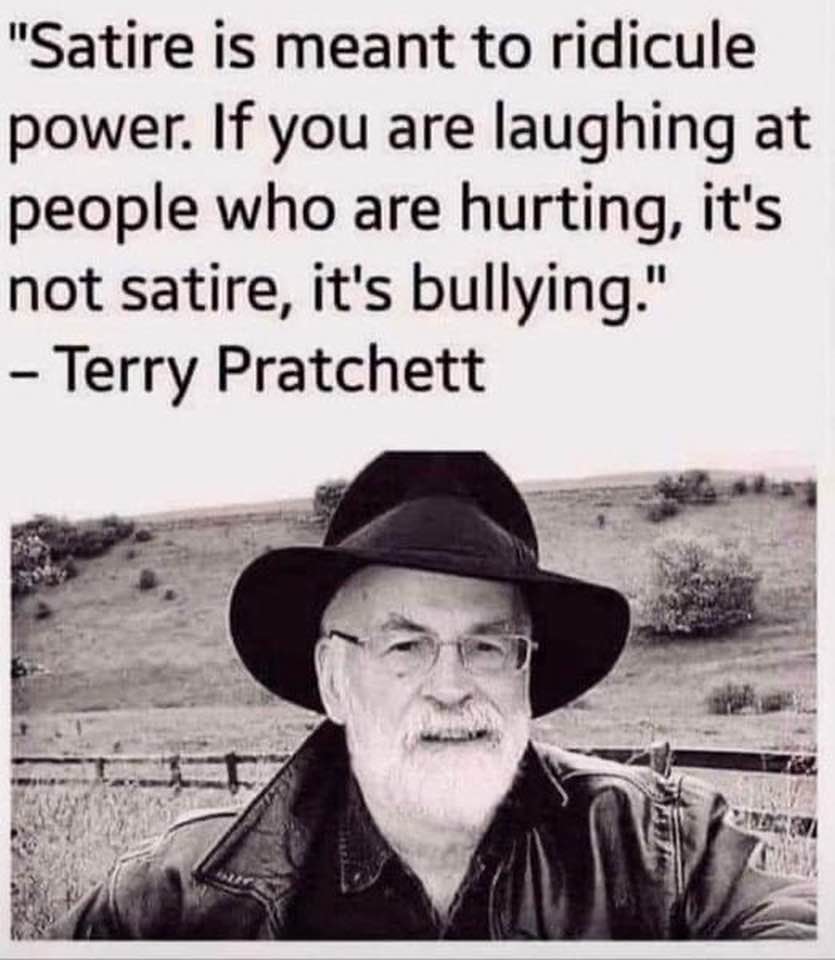 "Satire is meant to ridicule
power. If you are laughing at
people who are hurting, it's
not satire, it's bullying."
– Terry Pratchett